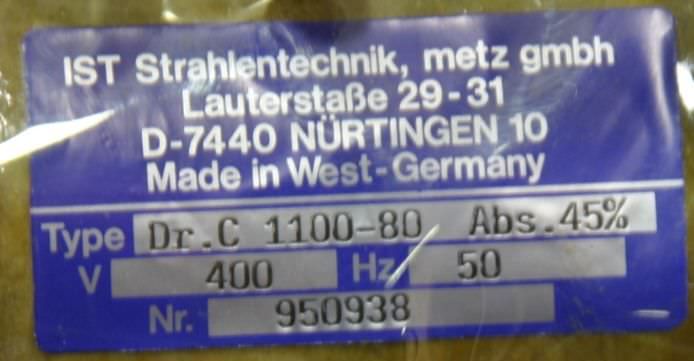 IST Strahlentechnik, metz gmbh
Lauterstaße 29-31
D-7440 NÜRTINGEN 10
Made in West-Germany
Type Dr.C 1100-80 Abs.45%
V 400 Hz 50
Nr. 950938